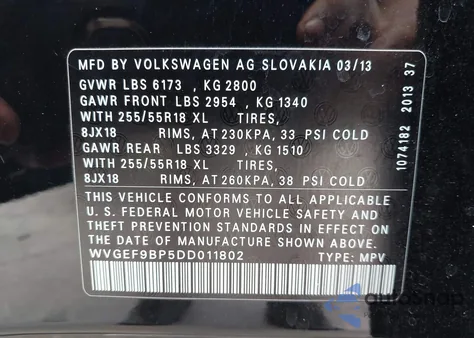 MFD BY VOLKSWAGEN AG SLOVAKIA 03/13
GVWR LBS 6173 , KG 2800
GAWR FRONT LBS 2954 , KG 1340
WITH 255/55R18 XL TIRES,
8JX18 RIMS, AT 230KPA, 33 PSI COLD
GAWR REAR LBS 3329 , KG 1510
WITH 255/55R18 XL TIRES,
8JX18 RIMS, AT 260KPA, 38 PSI COLD
THIS VEHICLE CONFORMS TO ALL APPLICABLE
U. S. FEDERAL MOTOR VEHICLE SAFETY AND
THEFT PREVENTION STANDARDS IN EFFECT ON
THE DATE OF MANUFACTURE SHOWN ABOVE.
WVGEF9BP5DD011802 TYPE: MPV
1074182 2013 37
autosnap